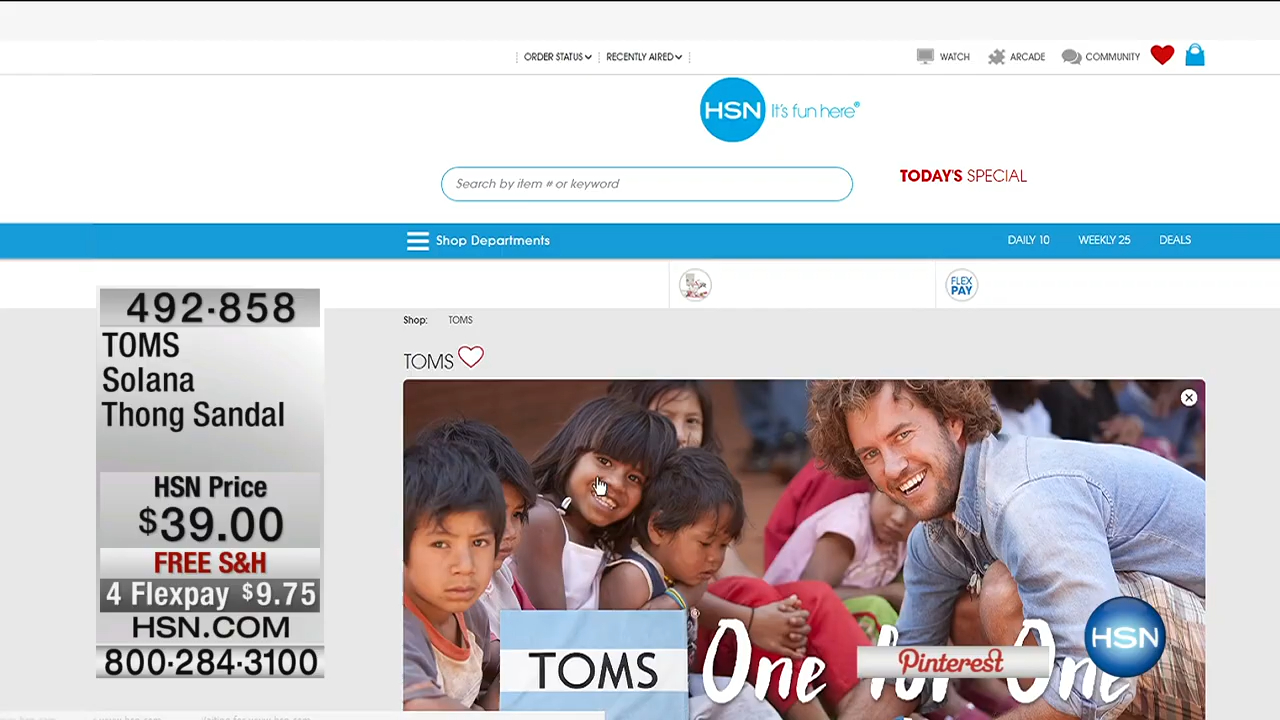 ORDER STATUS
RECENTLY AIRED
WATCH
ARCADE
COMMUNITY
HSN It's fun here®
Search by item # or keyword
TODAY'S SPECIAL
Shop Departments
DAILY 10
WEEKLY 25
DEALS
FLEX
PAY
492-858
TOMS
Solana
Thong Sandal
HSN Price
$39.00
FREE S&H
4 Flexpay $9.75
HSN.COM
800-284-3100
Shop: TOMS
TOMS
TOMS
One for One
Pinterest
HSN